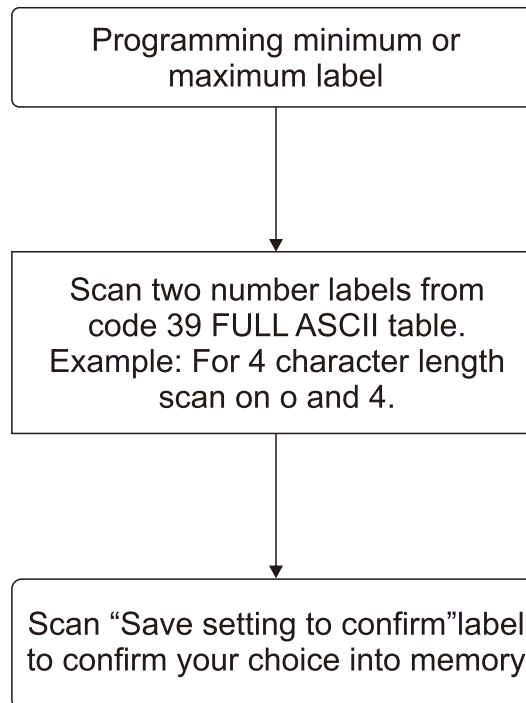 Programming minimum or
maximum label
Scan two number labels from
code 39 FULL ASCII table.
Example: For 4 character length
scan on o and 4.
Scan “Save setting to confirm”label
to confirm your choice into memory